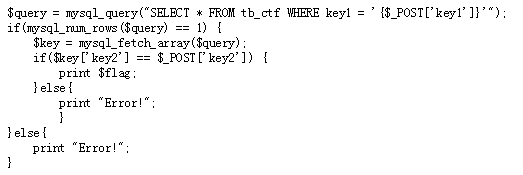 $query = mysql_query("SELECT * FROM tb_ctf WHERE key1 = '{$_POST['key1']}'");
if(mysql_num_rows($query) == 1) {
    $key = mysql_fetch_array($query);
    if($key['key2'] == $_POST['key2']) {
        print $flag;
    }else{
        print "Error!";
        }
}else{
    print "Error!";
}